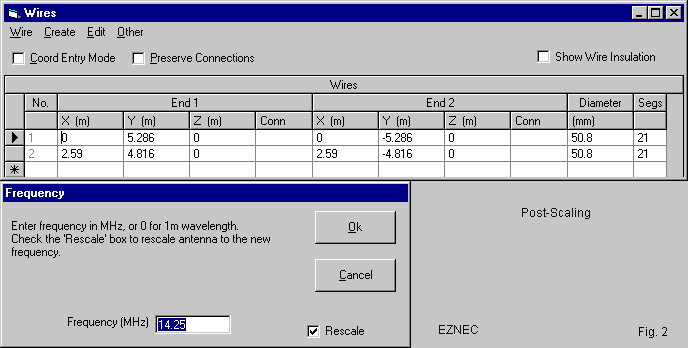 Wires
Wire Create Edit Other
Coord Entry Mode Preserve Connections Show Wire Insulation
Wires
No. End 1 End 2 Diameter Segs
X (m) Y (m) Z (m) Conn X (m) Y (m) Z (m) Conn (mm)
1 0 5.286 0 0 -5.286 0 50.8 21
2 2.59 4.816 0 2.59 -4.816 0 50.8 21
Frequency
Enter frequency in MHz, or 0 for 1m wavelength.
Check the 'Rescale' box to rescale antenna to the new
frequency.
Ok
Cancel
Frequency (MHz) 14.25
Rescale
Post-Scaling
EZNEC Fig. 2